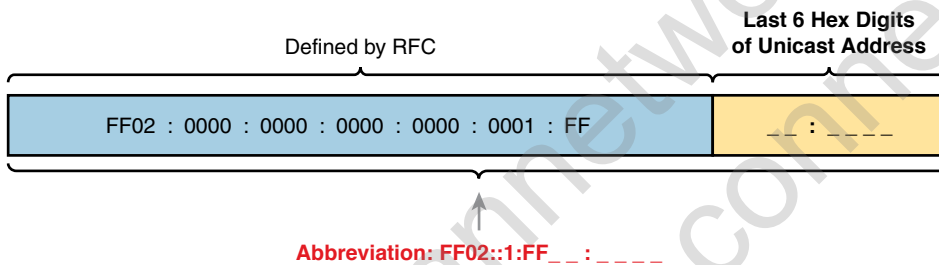 Last 6 Hex Digits
Defined by RFC
of Unicast Address
FF02 : 0000 : 0000 : 0000 : 0000 : 0001 : FF _ _ : _ _ _ _
Abbreviation: FF02::1:FF_ _ : _ _ _ _